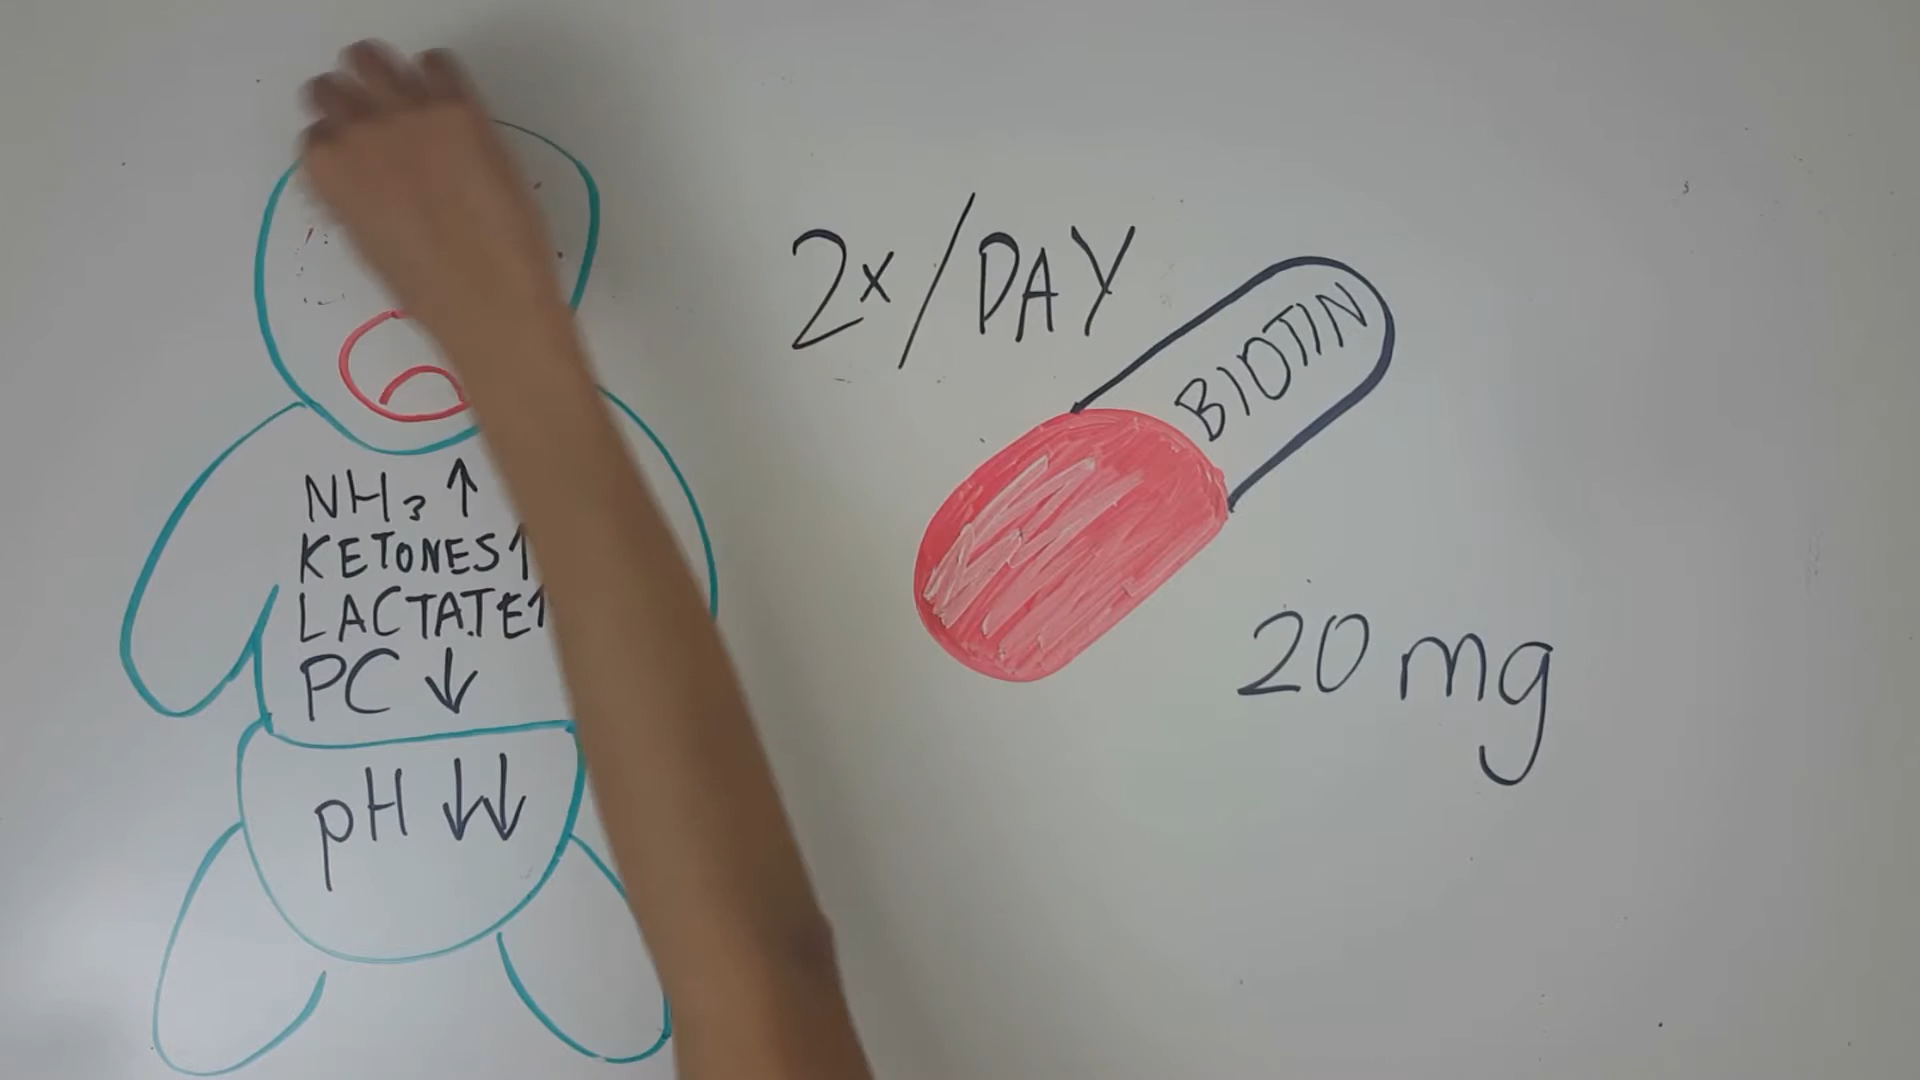 NH₃ ↑
KETONES ↑
LACTATE ↑
PC ↓
pH ↓↓
2x/DAY
BIOTIN
20 mg